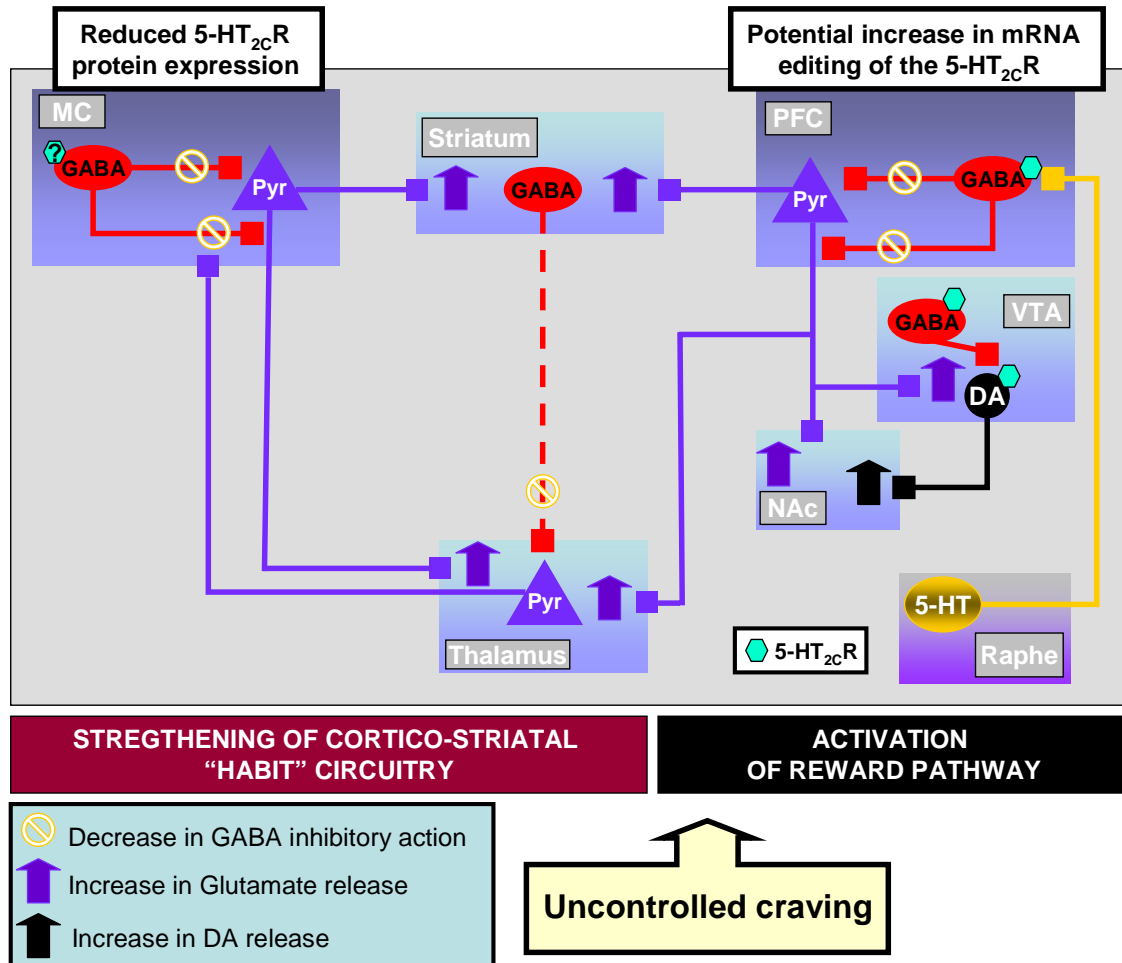 Reduced 5-HT2CR
protein expression
Potential increase in mRNA
editing of the 5-HT2CR
MC
?
GABA
Pyr
Striatum
GABA
PFC
Pyr
GABA
VTA
GABA
DA
NAc
Pyr
Thalamus
5-HT
Raphe
5-HT2CR
STREGTHENING OF CORTICO-STRIATAL
“HABIT” CIRCUITRY
ACTIVATION
OF REWARD PATHWAY
Decrease in GABA inhibitory action
Increase in Glutamate release
Increase in DA release
Uncontrolled craving